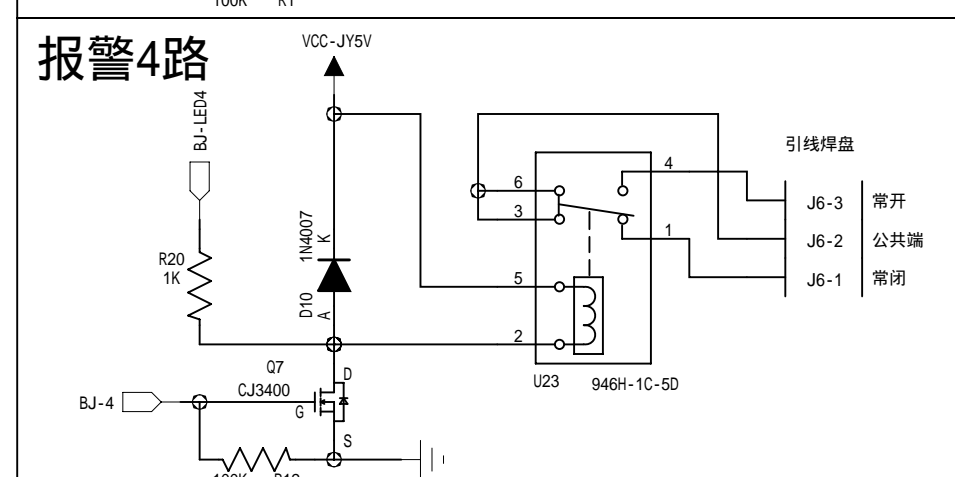 100K R1
报警4路
VCC-JY5V
BJ-LED4
引线焊盘
4
6
J6-3 常开
3
1
J6-2 公共端
1N4007
K
R20
1K
5
J6-1 常闭
D10
A
2
Q7
D
U23 946H-1C-5D
CJ3400
BJ-4
G
S